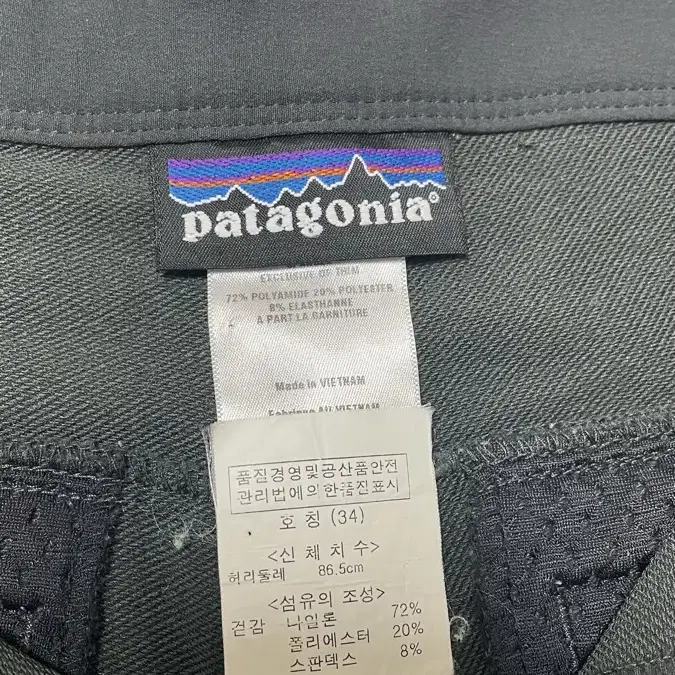 patagonia®
EXCLUSIVE OF TRIM
72% POLYAMIDE 20% POLYESTER
8% ELASTHANNE
A PART LA GARNITURE
Made in VIETNAM
Fabrique AU VIETNAM
품질경영및공산품안전
관리법에의한품질표시
호 칭 (34)
<신 체 치 수>
허리둘레 86.5cm
<섬유의 조성>
겉감 나일론 72%
폴리에스터 20%
스판덱스 8%